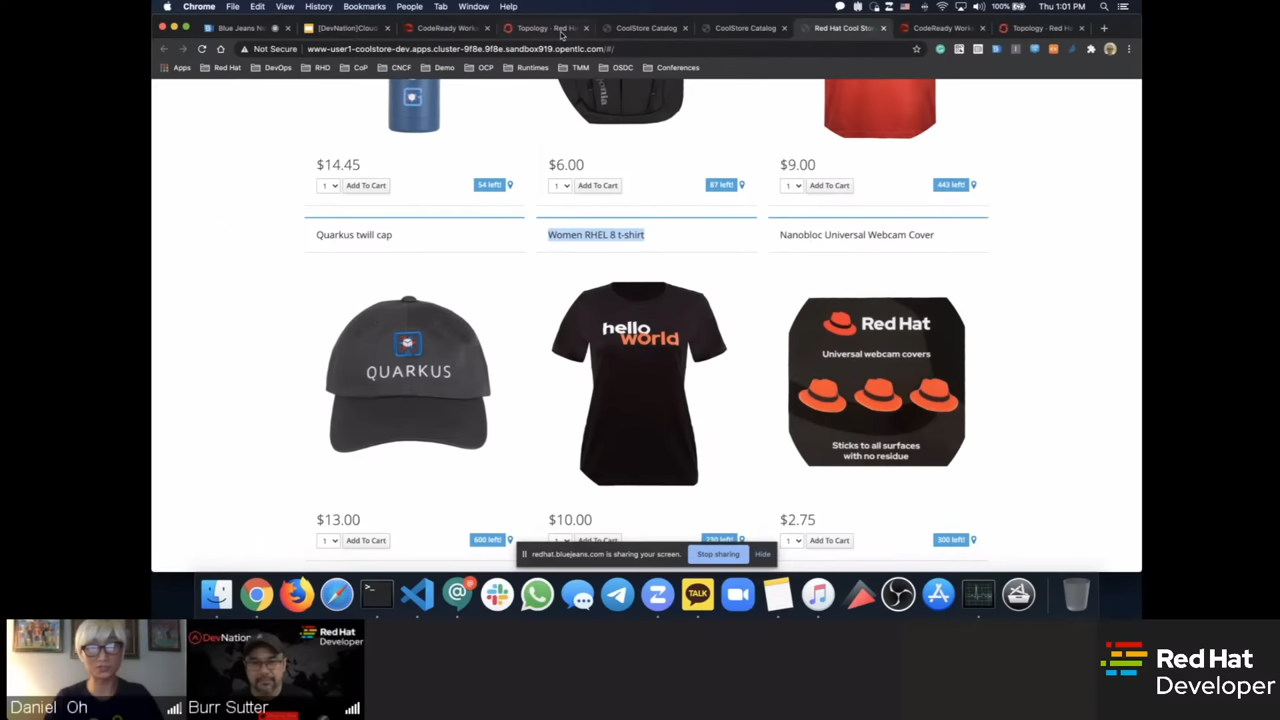 Chrome File Edit View History Bookmarks People Tab Window Help 100% Thu 1:01 PM
Blue Jeans Ne [DevNation]Cloud CodeReady Work Topology · Red Ha CoolStore Catalog CoolStore Catalog Red Hat Cool Stor CodeReady Work Topology · Red Ha
Not Secure www-user1-coolstore-dev.apps.cluster-9f8e.9f8e.sandbox919.opentlc.com/#/
Apps Red Hat DevOps RHD CoP CNCF Demo OCP Runtimes TMM OSDC Conferences
$14.45 $6.00 $9.00
1 Add To Cart 54 left! 1 Add To Cart 87 left! 1 Add To Cart 443 left!
Quarkus twill cap Women RHEL 8 t-shirt Nanobloc Universal Webcam Cover
QUARKUS
hello
world
Red Hat
Universal webcam covers
Sticks to all surfaces
with no residue
$13.00 $10.00 $2.75
1 Add To Cart 600 left! 1 Add To Cart 230 left! 1 Add To Cart 300 left!
redhat.bluejeans.com is sharing your screen. Stop sharing Hide
TALK
DevNation
Red Hat
Developer
Daniel Oh
Burr Sutter
Red Hat
Developer